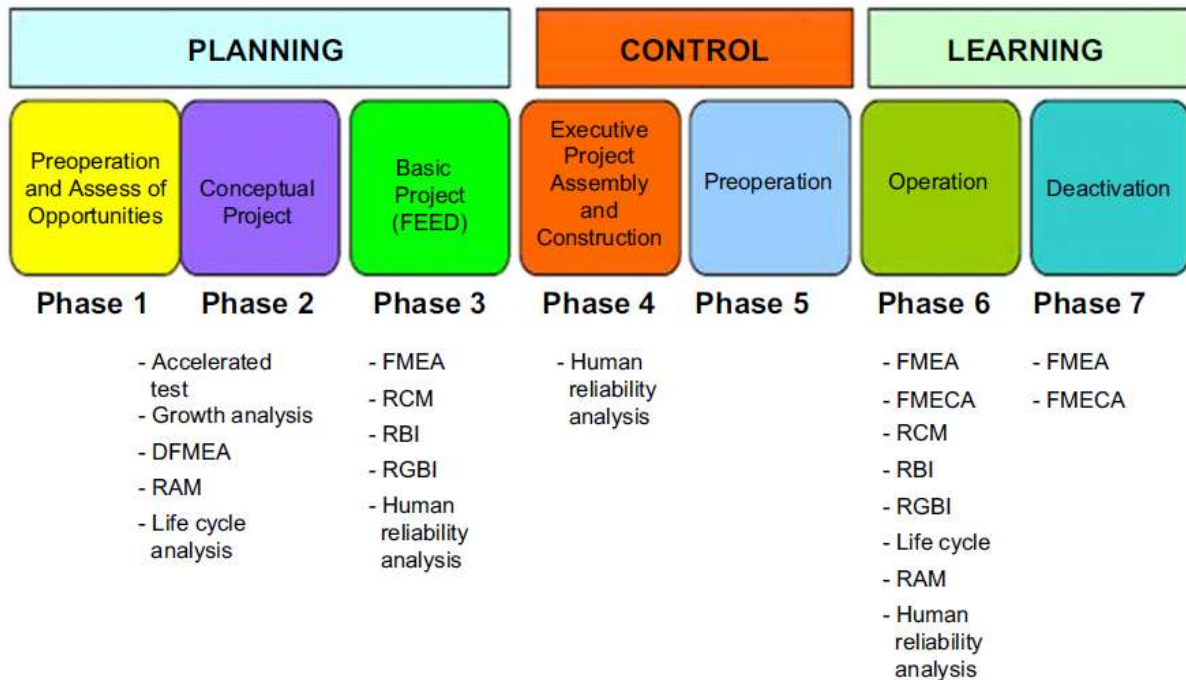 PLANNING
CONTROL
LEARNING
Preoperation
and Assess of
Opportunities
Conceptual
Project
Basic
Project
(FEED)
Executive
Project
Assembly
and
Construction
Preoperation
Operation
Deactivation
Phase 1
Phase 2
Phase 3
Phase 4
Phase 5
Phase 6
Phase 7
- Accelerated
test
- Growth analysis
- DFMEA
- RAM
- Life cycle
analysis
- FMEA
- RCM
- RBI
- RGBI
- Human
reliability
analysis
- Human
reliability
analysis
- FMEA
- FMECA
- RCM
- RBI
- RGBI
- Life cycle
- RAM
- Human
reliability
analysis
- FMEA
- FMECA